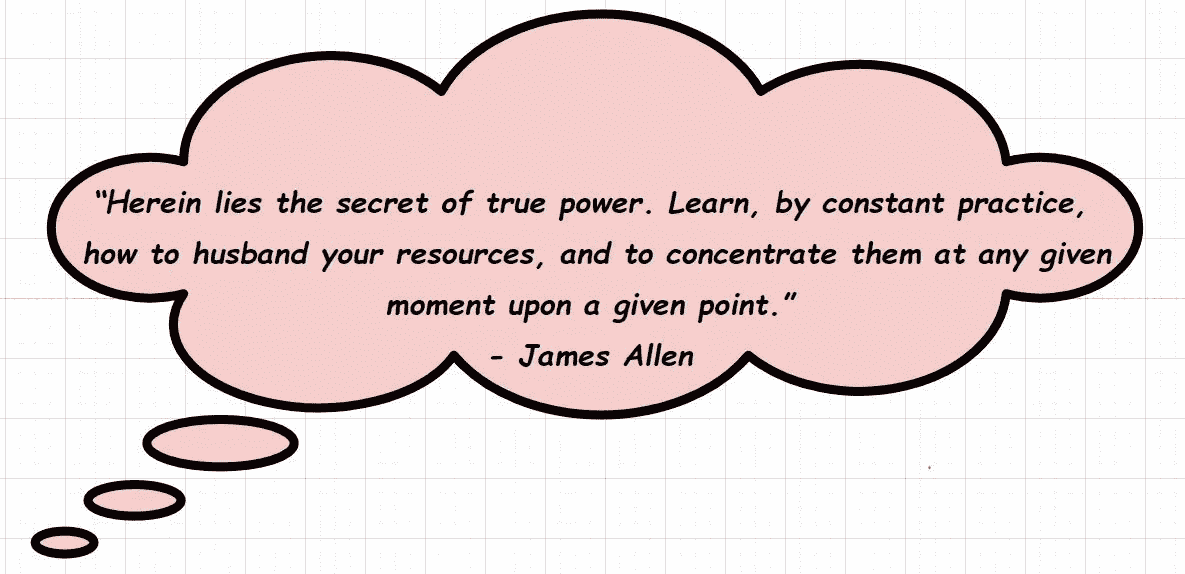 “Herein lies the secret of true power. Learn, by constant practice,
how to husband your resources, and to concentrate them at any given
moment upon a given point.”
- James Allen